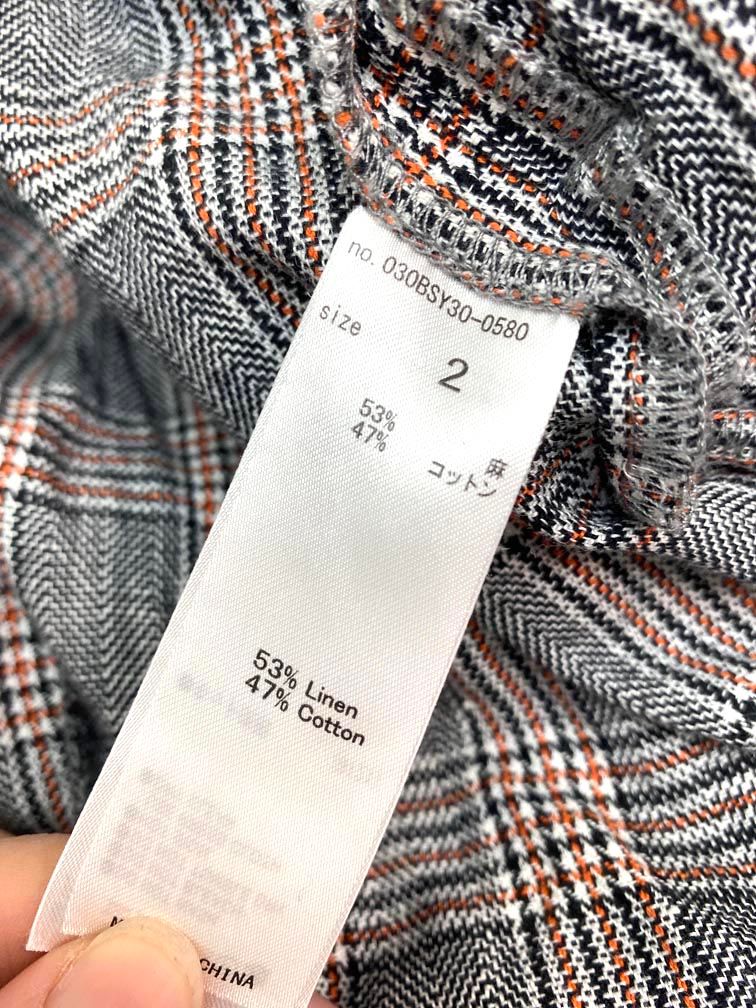 no. 030BSY30-0580
size
2
53% 麻
47% コットン
53% Linen
47% Cotton
CHINA